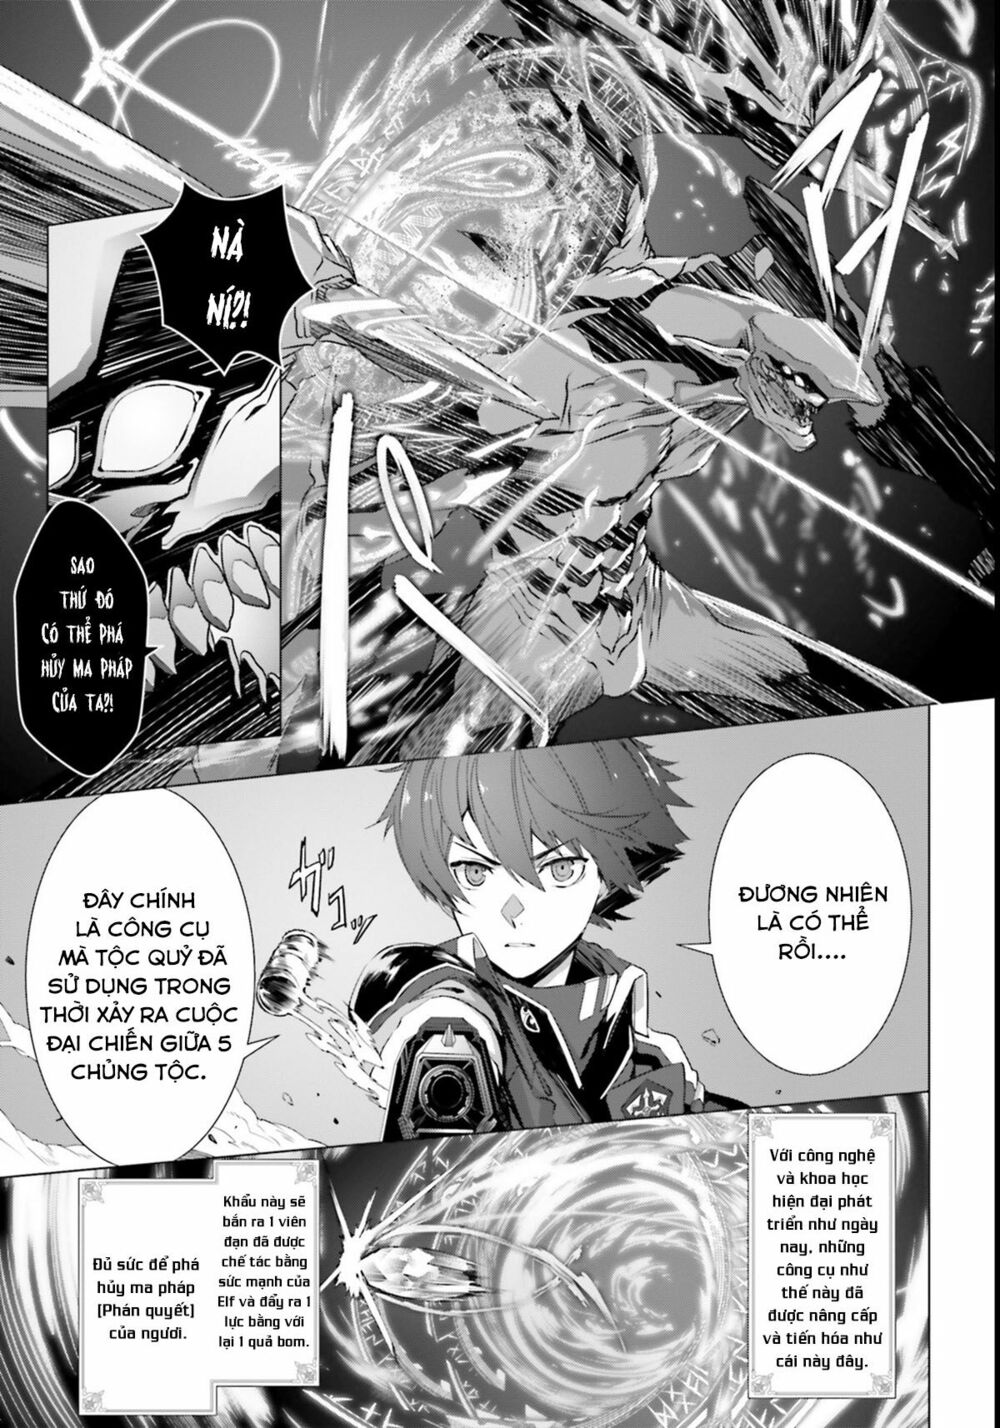 NÀ
NÍ?!
SAO
THỨ ĐÓ
CÓ THỂ PHÁ
HỦY MA PHÁP
CỦA TA?!
ĐƯƠNG NHIÊN
LÀ CÓ THỂ
RỒI....
ĐÂY CHÍNH
LÀ CÔNG CỤ
MÀ TỘC QUỶ ĐÃ
SỬ DỤNG TRONG
THỜI XẢY RA CUỘC
ĐẠI CHIẾN GIỮA 5
CHỦNG TỘC.
ガコッ
Với công nghệ
và khoa học
hiện đại phát
triển như ngày
nay, những
công cụ như
thế này đã
được nâng cấp
và tiến hóa như
cái này đây.
Khẩu này sẽ
bắn ra 1 viên
đạn đã được
chế tác bằng
sức mạnh của
Elf và đẩy ra 1
lực bằng với
lại 1 quả bom.
Đủ sức để phá
hủy ma pháp
[Phán quyết]
của ngươi.